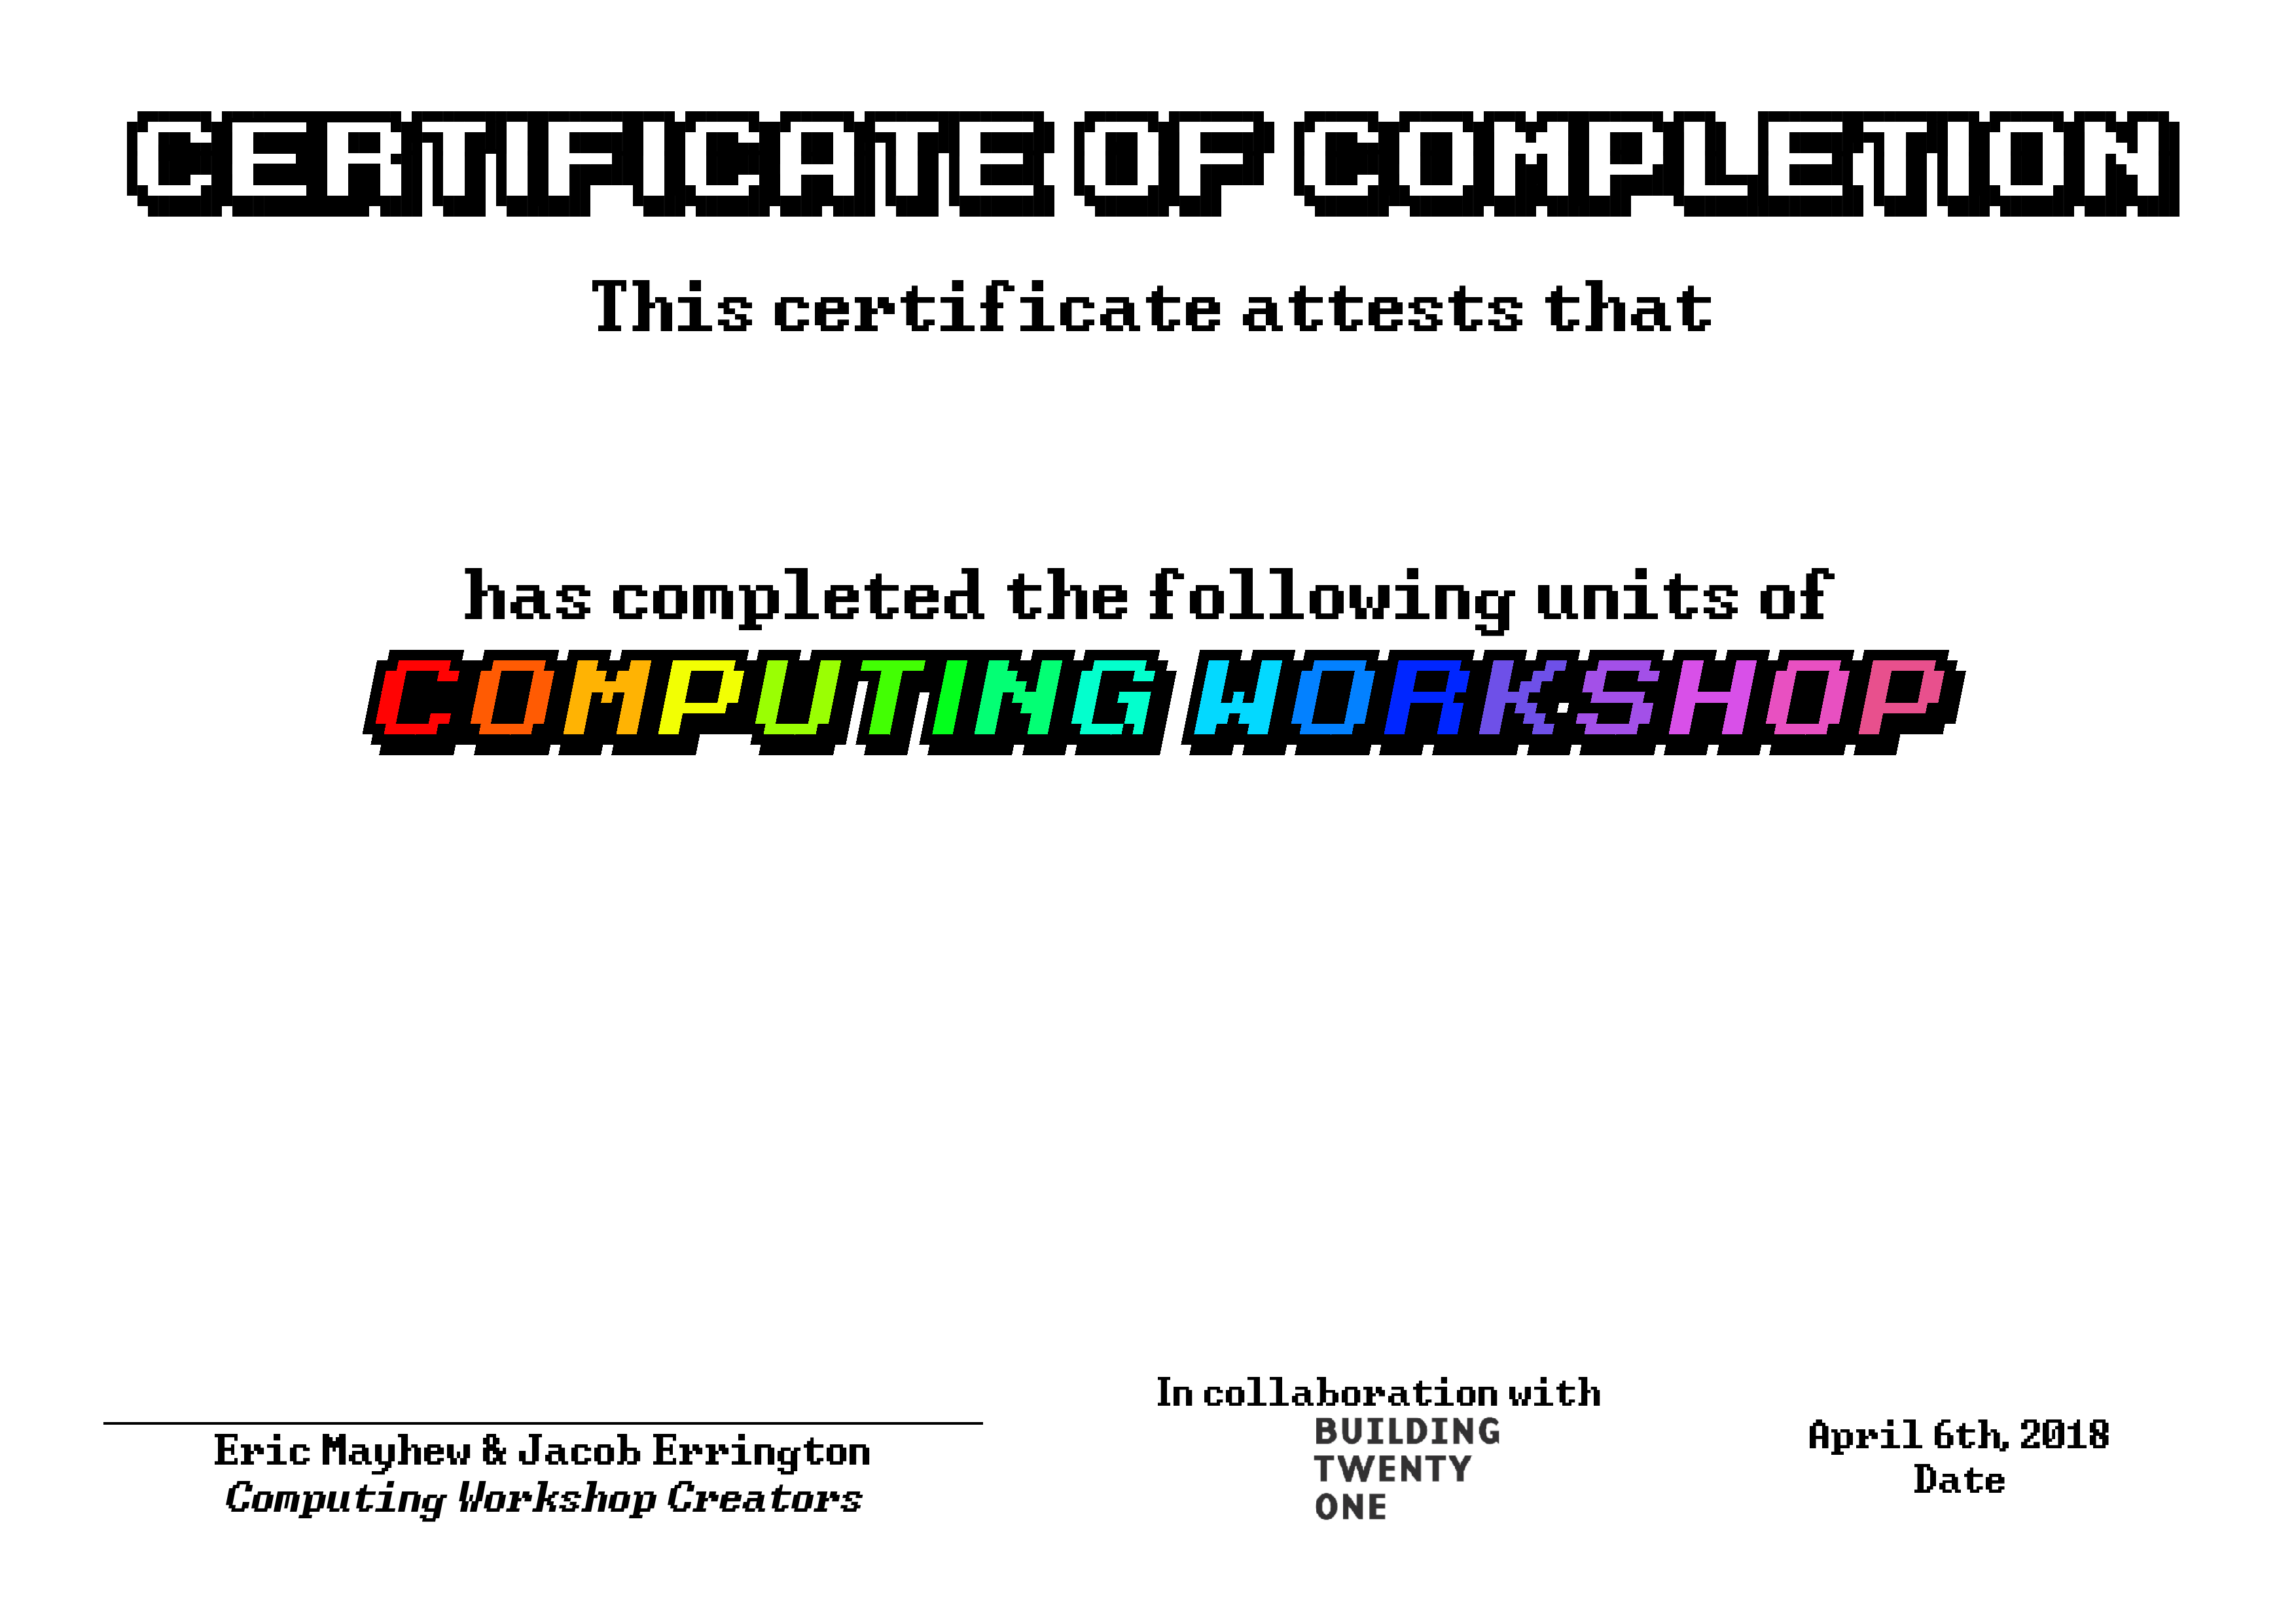 CERTIFICATE OF COMPLETION
This certificate attests that
has completed the following units of
COMPUTING WORKSHOP
In collaboration with
BUILDING
TWENTY
ONE
Eric Mayhew & Jacob Errington
Computing Workshop Creators
April 6th, 2018
Date